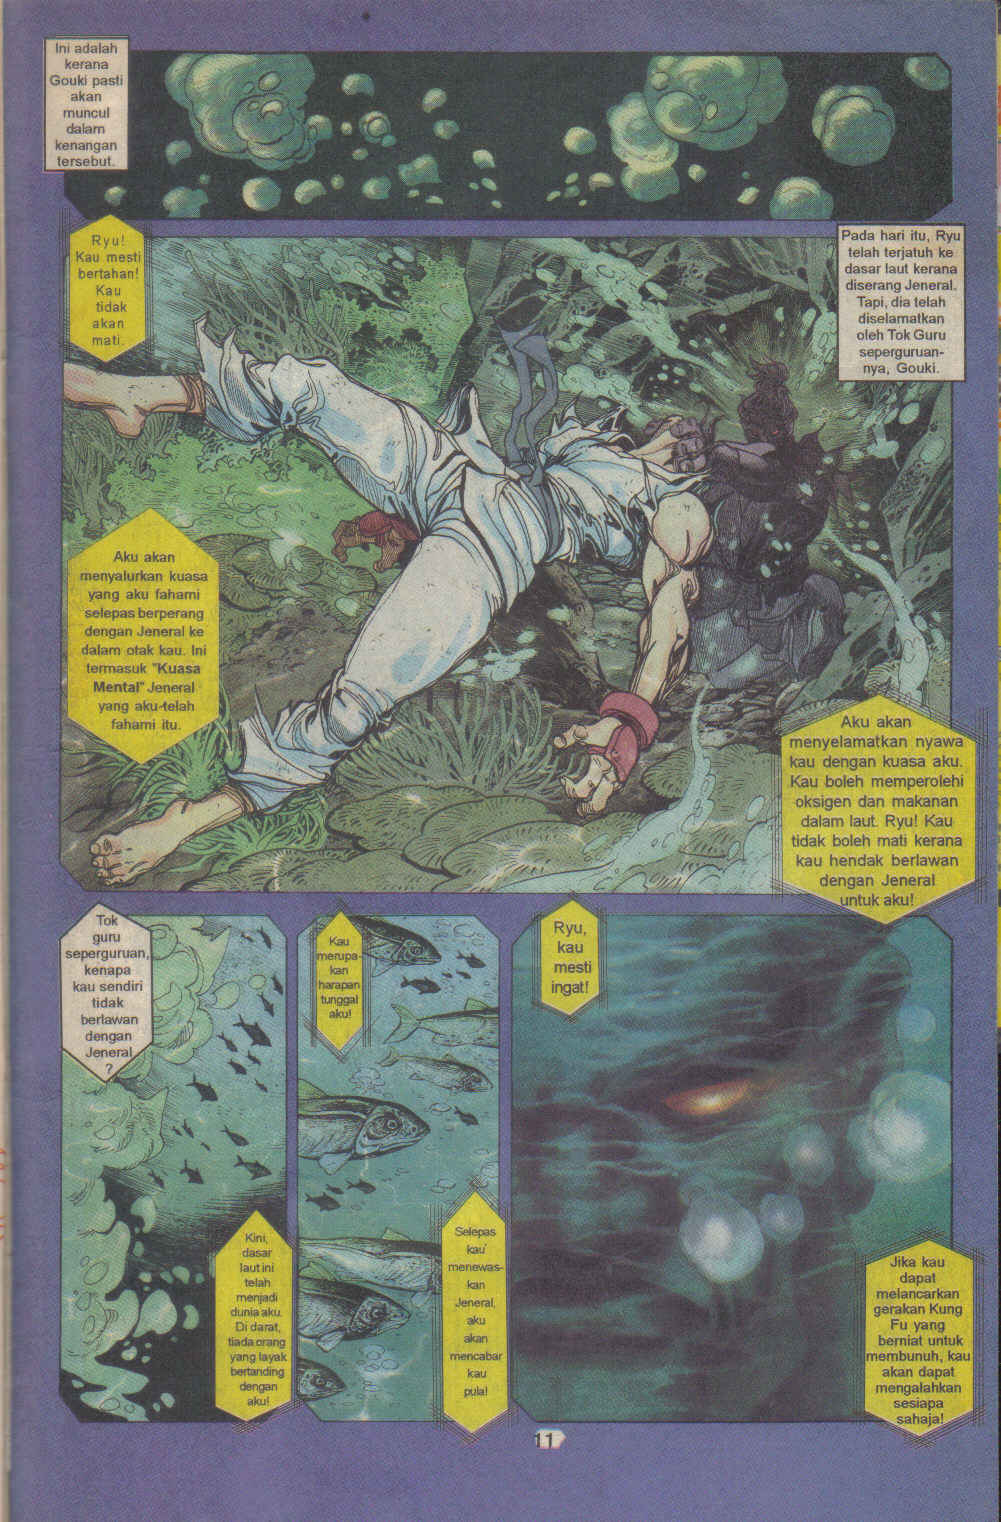 Ini adalah
kerana
Gouki pasti
akan
muncul
dalam
kenangan
tersebut.
Ryu!
Kau mesti
bertahan!
Kau
tidak
akan
mati.
Pada hari itu, Ryu
telah terjatuh ke
dasar laut kerana
diserang Jeneral.
Tapi, dia telah
diselamatkan
oleh Tok Guru
seperguruan-
nya, Gouki.
Aku akan
menyalurkan kuasa
yang aku fahami
selepas berperang
dengan Jeneral ke
dalam otak kau. Ini
termasuk "Kuasa
Mental" Jeneral
yang aku-telah
fahami itu.
Aku akan
menyelamatkan nyawa
kau dengan kuasa aku.
Kau boleh memperolehi
oksigen dan makanan
dalam laut. Ryu! Kau
tidak boleh mati kerana
kau hendak berlawan
dengan Jeneral
untuk aku!
Tok
guru
seperguruan,
kenapa
kau sendiri
tidak
berlawan
dengan
Jeneral
?
Kini,
dasar
laut ini
telah
menjadi
dunia aku.
Di darat,
tiada orang
yang layak
bertanding
dengan
aku!
Kau
merupa-
kan
harapan
tunggal
aku!
Selepas
kau
menewas-
kan
Jeneral,
aku
akan
mencabar
kau
pula!
Ryu,
kau
mesti
ingat!
Jika kau
dapat
melancarkan
gerakan Kung
Fu yang
berniat untuk
membunuh, kau
akan dapat
mengalahkan
sesiapa
sahaja!
11